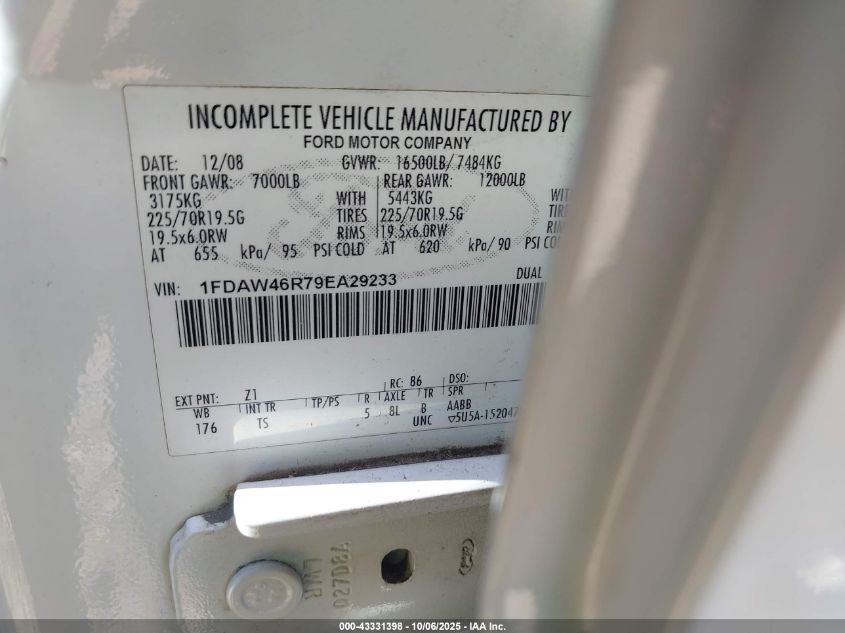 INCOMPLETE VEHICLE MANUFACTURED BY
FORD MOTOR COMPANY
DATE: 12/08 GVWR: 16500LB/ 7484KG
FRONT GAWR: 7000LB REAR GAWR: 12000LB
3175KG WITH 5443KG
225/70R19.5G TIRES 225/70R19.5G
19.5x6.0RW RIMS 19.5x6.0RW
AT 655 kPa/ 95 PSI COLD AT 620 kPa/ 90 PSI
DUAL
VIN: 1FDAW46R79EA29233
RC: 86 DSO:
EXT PNT: Z1
WB INT TR TP/PS R AXLE TR SPR
176 TS 5 8L B AABB
UNC ▽5U5A-152047
027087
LWR
Ford
000-43331398 - 10/06/2025 - IAA Inc.